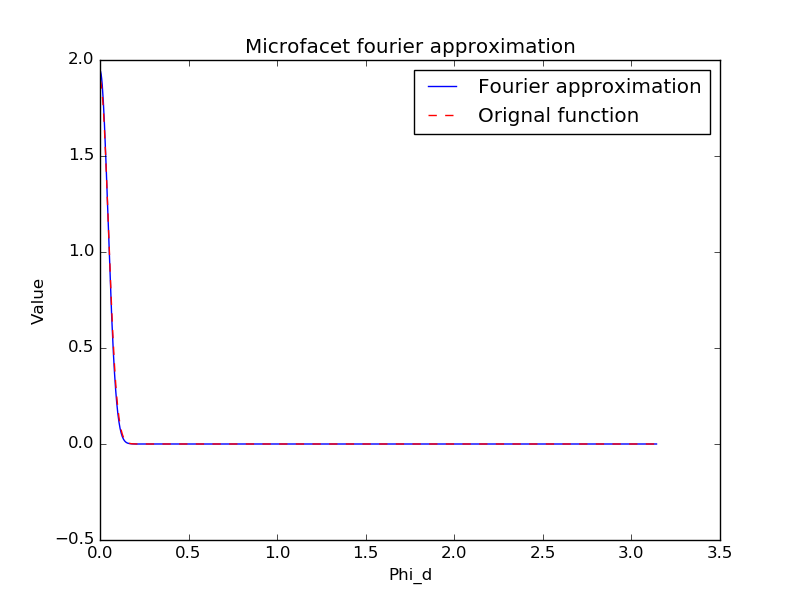 Microfacet fourier approximation
Fourier approximation
Orignal function
2.0
1.5
1.0
0.5
0.0
−0.5
Value
0.0 0.5 1.0 1.5 2.0 2.5 3.0 3.5
Phi_d